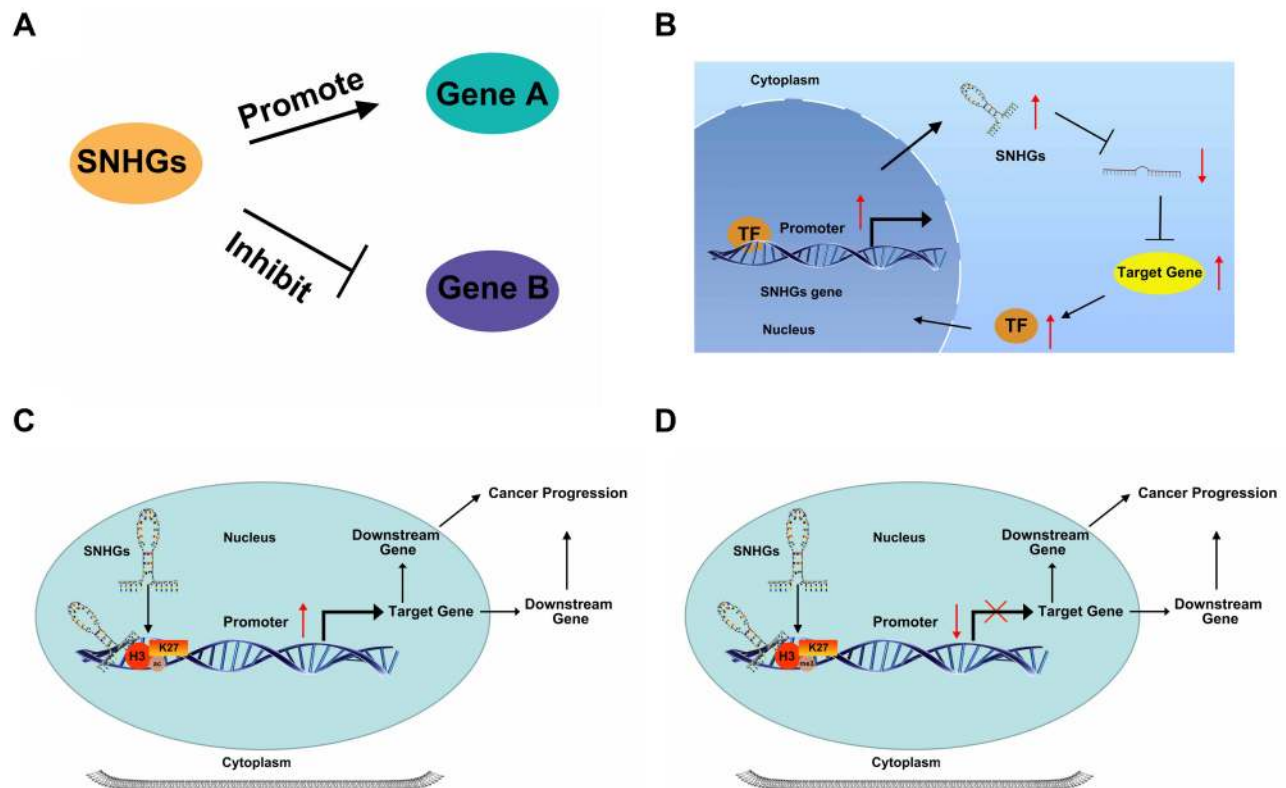 A
SNHGs
Promote
Gene A
Inhibit
Gene B
B
Cytoplasm
SNHGs
TF
Promoter
Target Gene
SNHGs gene
TF
Nucleus
C
Cancer Progression
SNHGs
Nucleus
Downstream
Gene
Promoter
Target Gene
Downstream
Gene
H3
K27
ac
Cytoplasm
D
Cancer Progression
SNHGs
Nucleus
Downstream
Gene
Promoter
Target Gene
Downstream
Gene
H3
K27
me3
Cytoplasm